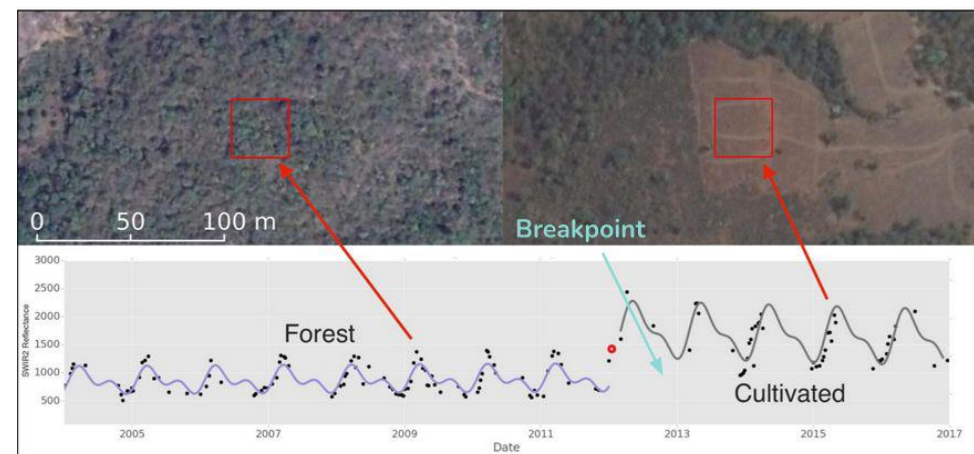 0 50 100 m
Breakpoint
3000
2500
2000
1500
1000
500
SWIR2 Reflectance
Forest
Cultivated
2005 2007 2009 2011 2013 2015 2017
Date